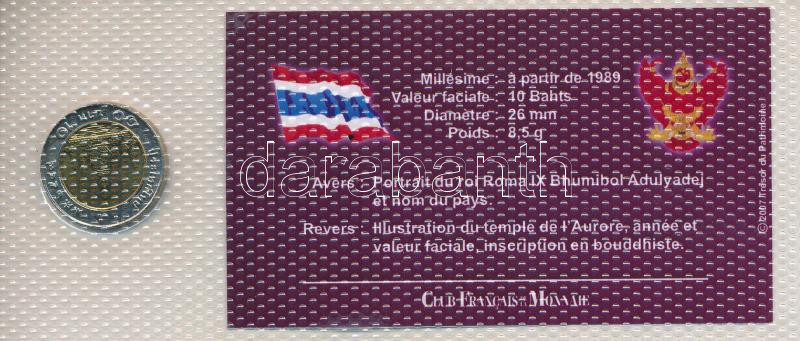 Millésime : à partir de 1989
Valeur faciale : 10 Bahts
Diamètre : 26 mm
Poids : 8,5 g
Avers : Portrait du roi Roma IX Bhumibol Adulyadej
et nom du pays.
Revers : Illustration du temple de l'Aurore, année et
valeur faciale, inscription en bouddhiste.
CLUB FRANÇAIS DE LA MONNAIE
© 2007 Trésor du Patrimoine
darabanth